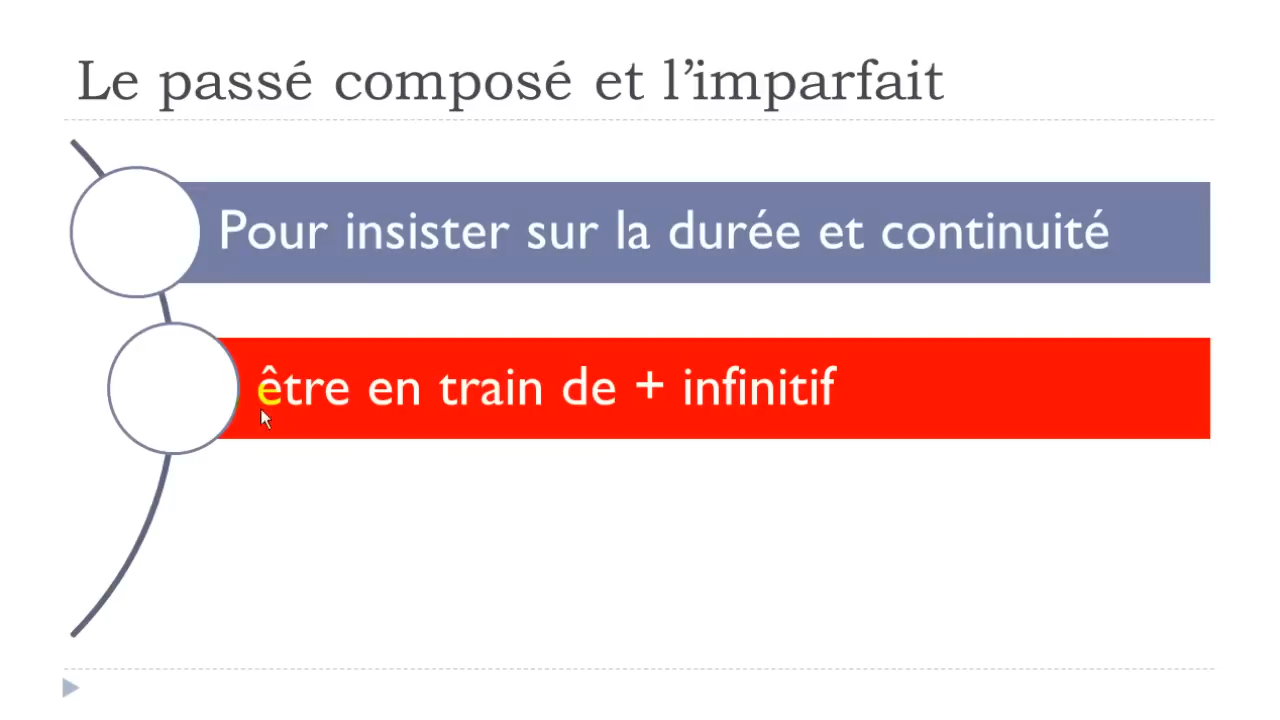 Le passé composé et l’imparfait
Pour insister sur la durée et continuité
être en train de + infinitif